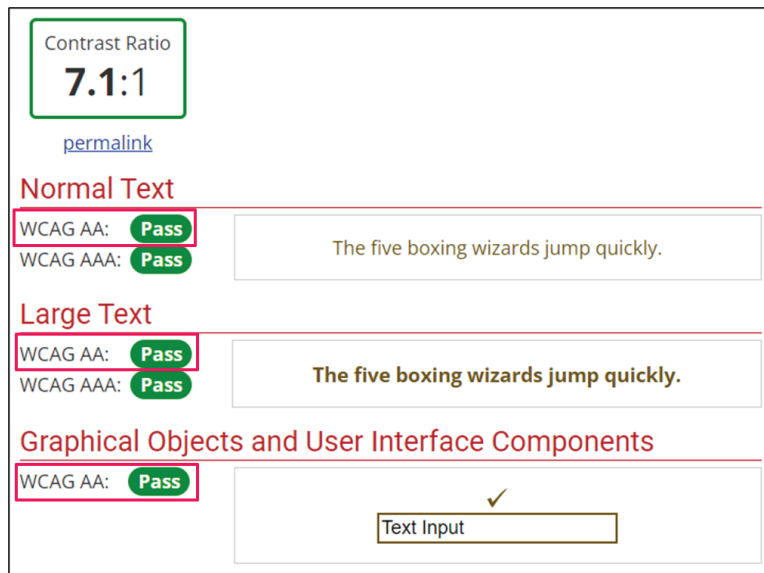 Contrast Ratio
7.1:1
permalink
Normal Text
WCAG AA: Pass
The five boxing wizards jump quickly.
WCAG AAA: Pass
Large Text
WCAG AA: Pass
The five boxing wizards jump quickly.
WCAG AAA: Pass
Graphical Objects and User Interface Components
WCAG AA: Pass
✓
Text Input